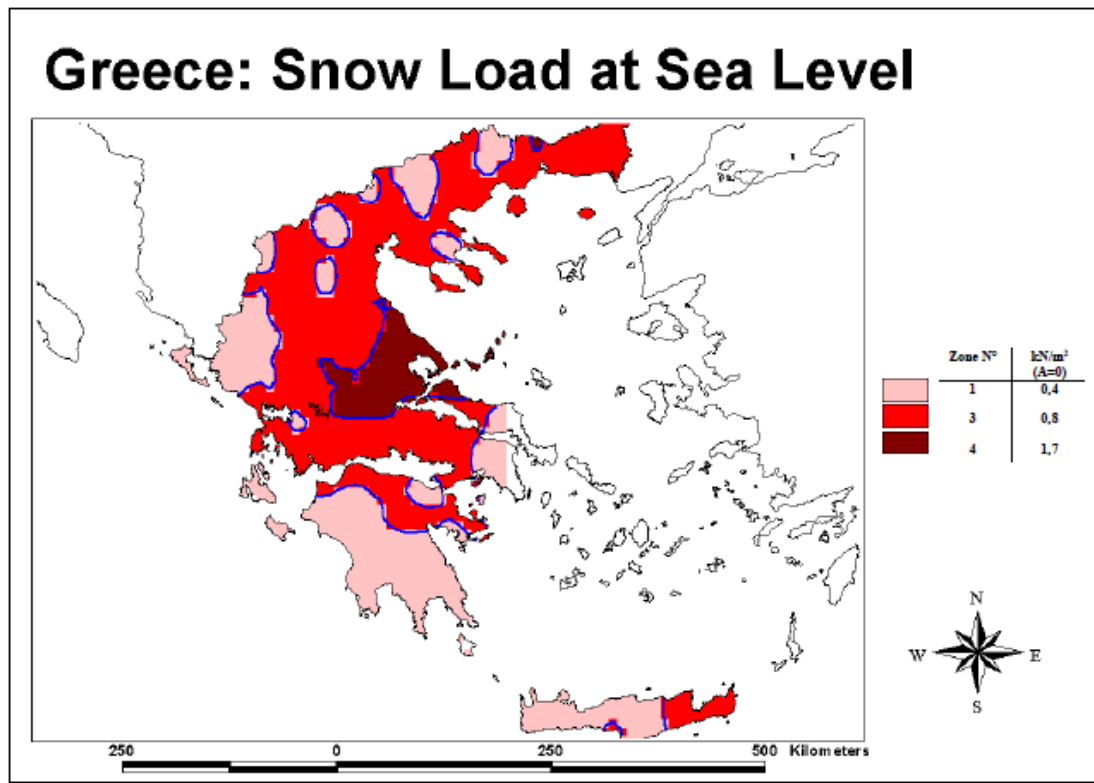 Greece: Snow Load at Sea Level
Zone N° kN/m²
(A=0)
1 0,4
3 0,8
4 1,7
N
W E
S
250 0 250 500 Kilometers